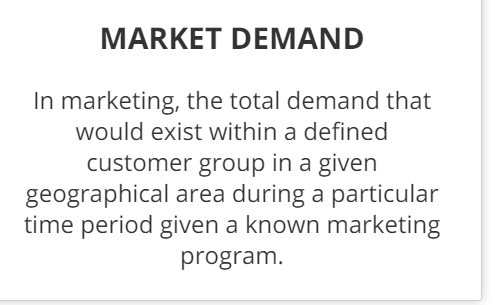 MARKET DEMAND
In marketing, the total demand that
would exist within a defined
customer group in a given
geographical area during a particular
time period given a known marketing
program.